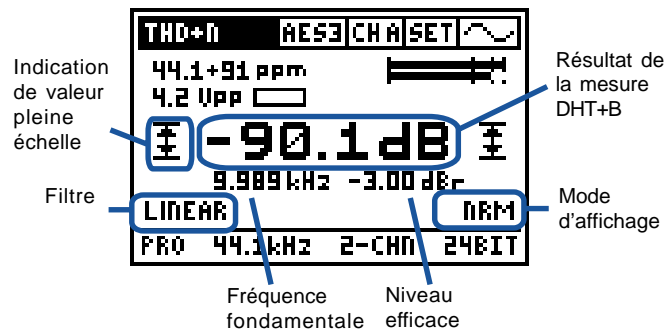 THD+N AES3 CH A SET
44.1+91 ppm
4.2 Vpp
-90.1dB
9.989 kHz -3.00 dBr
LINEAR NRM
PRO 44.1kHz 2-CHN 24BIT
Indication
de valeur
pleine
échelle
Filtre
Résultat de
la mesure
DHT+B
Mode
d’affichage
Fréquence
fondamentale
Niveau
efficace